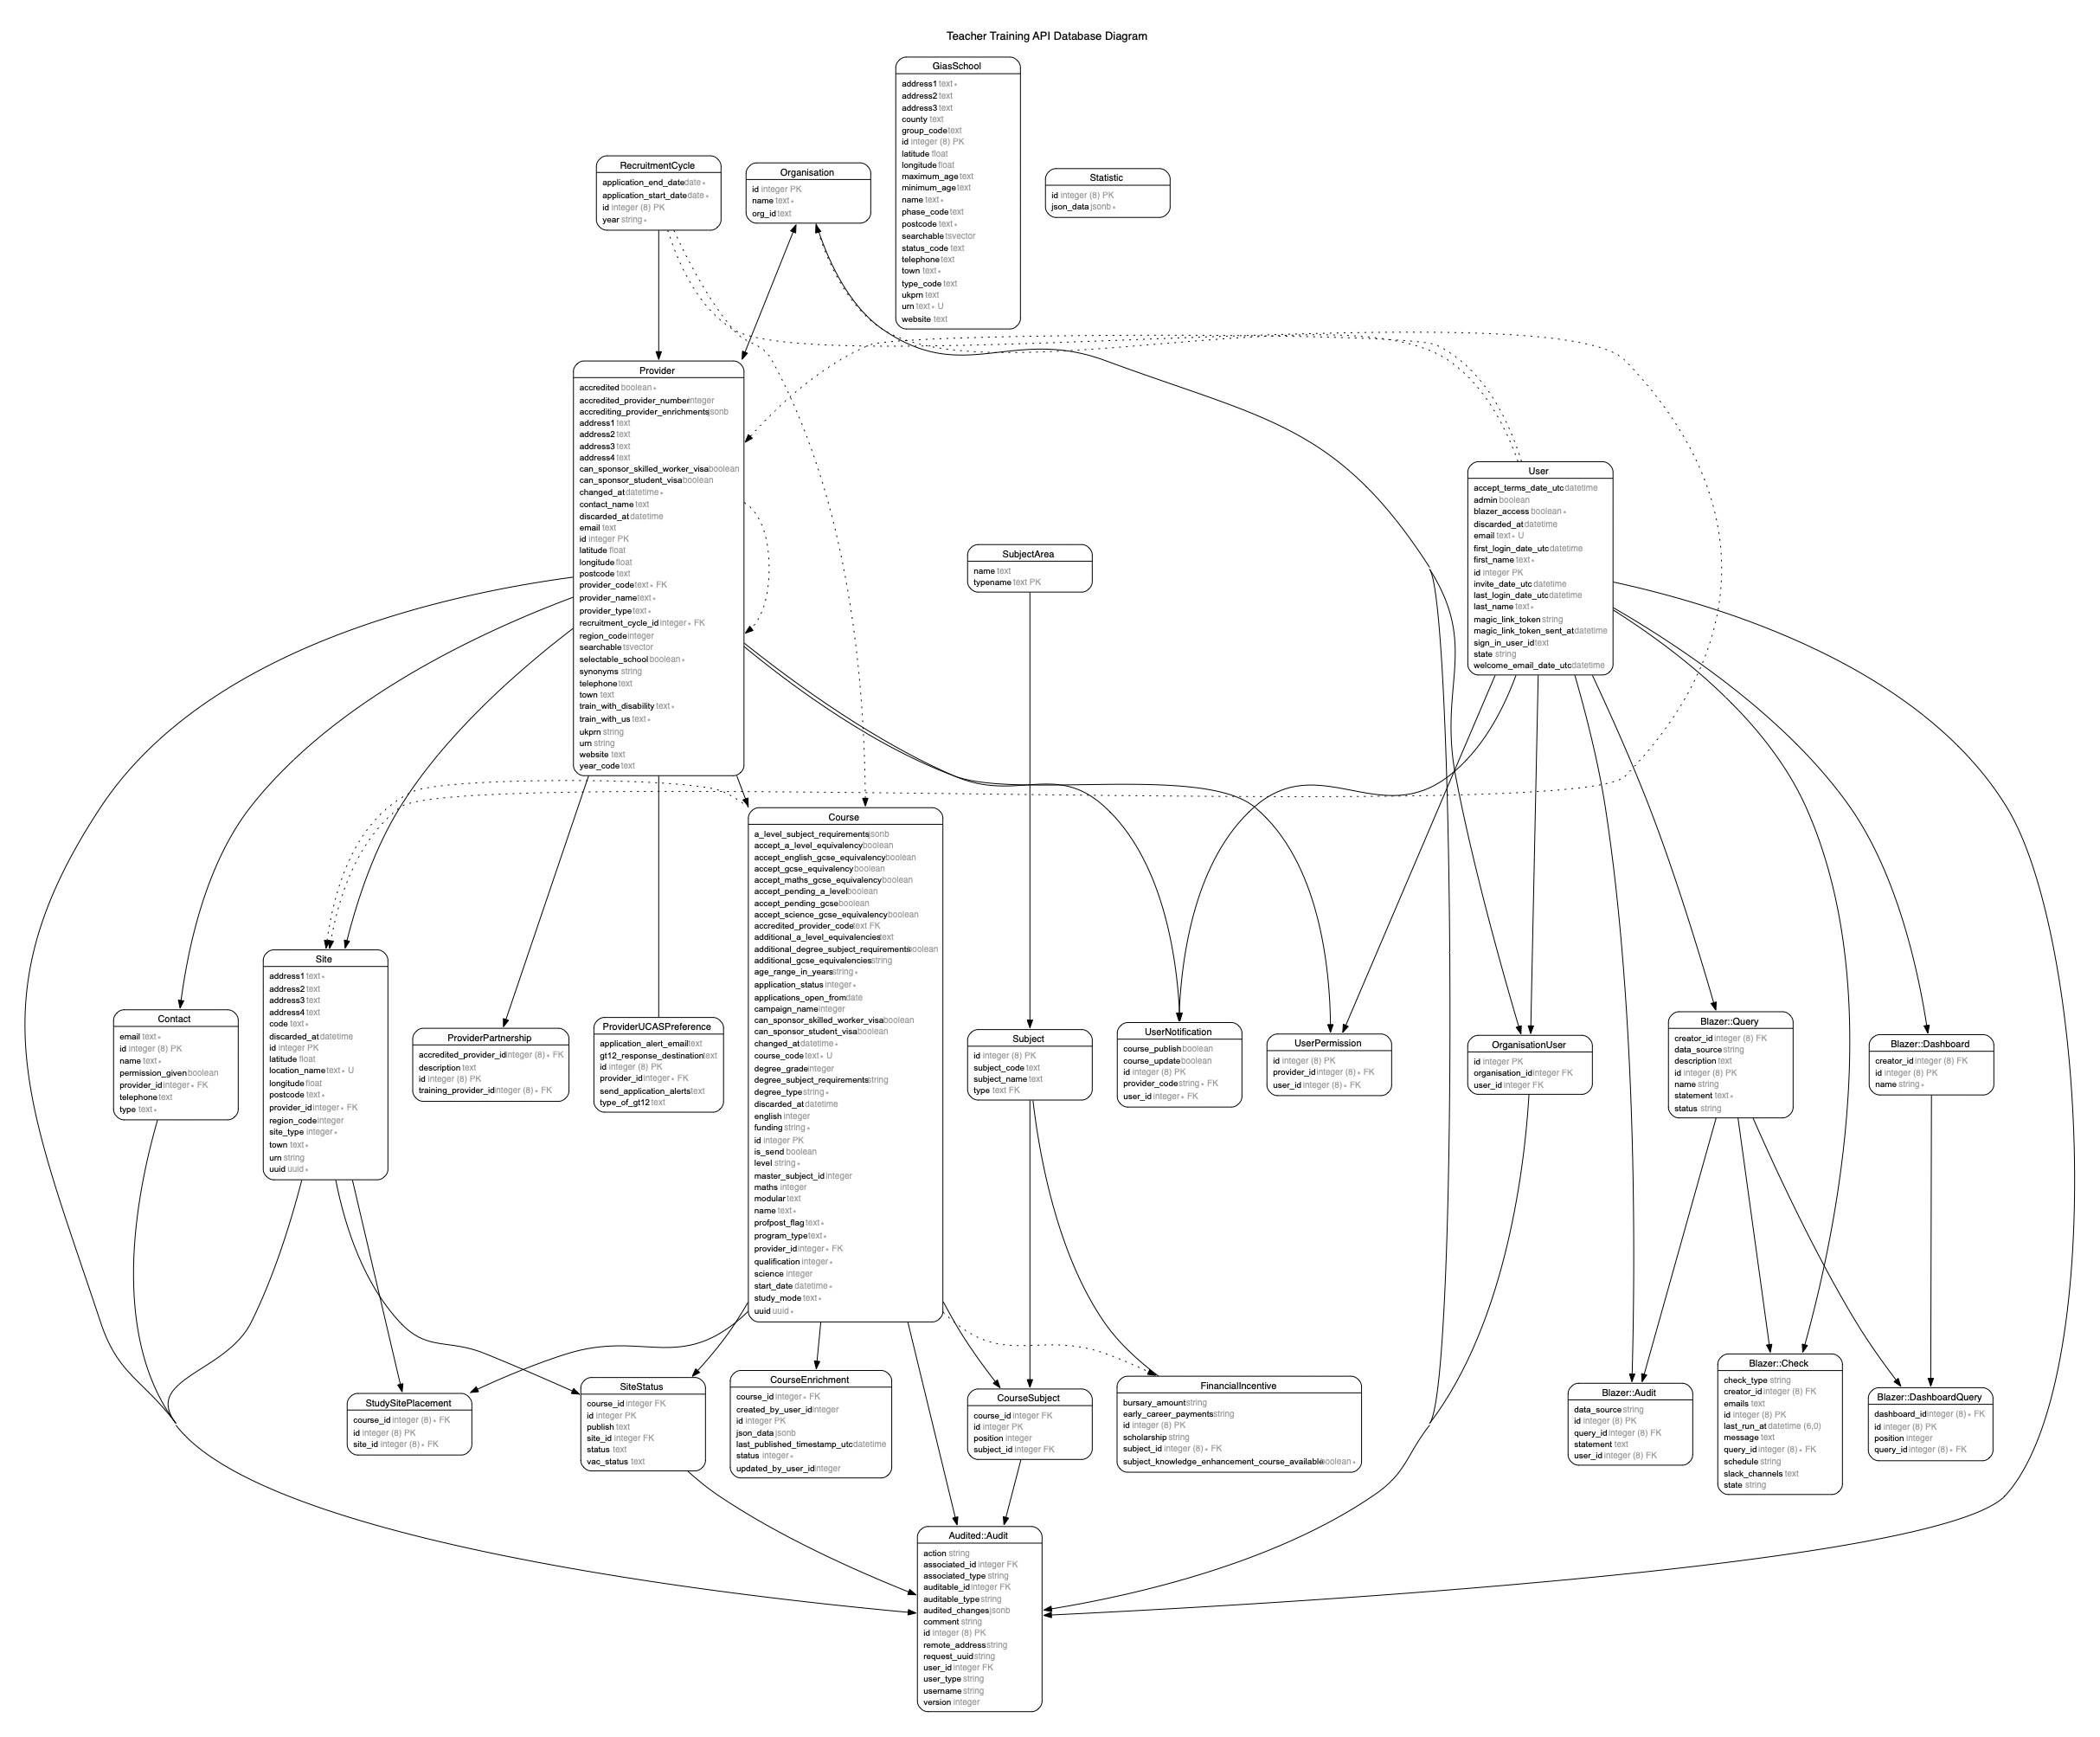 Teacher Training API Database Diagram
GiasSchool
address1 text ∗
address2 text
address3 text
county text
group_code text
id integer (8) PK
latitude float
longitude float
maximum_age text
minimum_age text
name text ∗
phase_code text
postcode text ∗
searchable tsvector
status_code text
telephone text
town text ∗
type_code text
ukprn text
urn text ∗ U
website text
RecruitmentCycle
application_end_date date ∗
application_start_date date ∗
id integer (8) PK
year string ∗
Organisation
id integer PK
name text ∗
org_id text
Statistic
id integer (8) PK
json_data jsonb ∗
Provider
accredited boolean ∗
accredited_provider_number integer
accrediting_provider_enrichments jsonb
address1 text
address2 text
address3 text
address4 text
can_sponsor_skilled_worker_visa boolean
can_sponsor_student_visa boolean
changed_at datetime ∗
contact_name text
discarded_at datetime
email text
id integer PK
latitude float
longitude float
postcode text
provider_code text ∗ FK
provider_name text ∗
provider_type text ∗
recruitment_cycle_id integer ∗ FK
region_code integer
searchable tsvector
selectable_school boolean ∗
synonyms string
telephone text
town text
train_with_disability text ∗
train_with_us text ∗
ukprn string
urn string
website text
year_code text
User
accept_terms_date_utc datetime
admin boolean
blazer_access boolean ∗
discarded_at datetime
email text ∗ U
first_login_date_utc datetime
first_name text ∗
id integer PK
invite_date_utc datetime
last_login_date_utc datetime
last_name text ∗
magic_link_token string
magic_link_token_sent_at datetime
sign_in_user_id text
state string
welcome_email_date_utc datetime
SubjectArea
name text
typename text PK
Course
a_level_subject_requirements jsonb
accept_a_level_equivalency boolean
accept_english_gcse_equivalency boolean
accept_gcse_equivalency boolean
accept_maths_gcse_equivalency boolean
accept_pending_a_level boolean
accept_pending_gcse boolean
accept_science_gcse_equivalency boolean
accredited_provider_code text FK
additional_a_level_equivalencies text
additional_degree_subject_requirements boolean
additional_gcse_equivalencies string
age_range_in_years string ∗
application_status integer ∗
applications_open_from date
campaign_name integer
can_sponsor_skilled_worker_visa boolean
can_sponsor_student_visa boolean
changed_at datetime ∗
course_code text ∗ U
degree_grade integer
degree_subject_requirements string
degree_type string ∗
discarded_at datetime
english integer
funding string ∗
id integer PK
is_send boolean
level string ∗
master_subject_id integer
maths integer
modular text
name text ∗
profpost_flag text ∗
program_type text ∗
provider_id integer ∗ FK
qualification integer ∗
science integer
start_date datetime ∗
study_mode text ∗
uuid uuid ∗
Site
address1 text ∗
address2 text
address3 text
address4 text
code text ∗
discarded_at datetime
id integer PK
latitude float
location_name text ∗ U
longitude float
postcode text ∗
provider_id integer ∗ FK
region_code integer
site_type integer ∗
town text ∗
urn string
uuid uuid ∗
Contact
email text ∗
id integer (8) PK
name text ∗
permission_given boolean
provider_id integer ∗ FK
telephone text
type text ∗
ProviderPartnership
accredited_provider_id integer (8) ∗ FK
description text
id integer (8) PK
training_provider_id integer (8) ∗ FK
ProviderUCASPreference
application_alert_email text
gt12_response_destination text
id integer (8) PK
provider_id integer ∗ FK
send_application_alerts text
type_of_gt12 text
Subject
id integer (8) PK
subject_code text
subject_name text
type text FK
UserNotification
course_publish boolean
course_update boolean
id integer (8) PK
provider_code string ∗ FK
user_id integer ∗ FK
UserPermission
id integer (8) PK
provider_id integer (8) ∗ FK
user_id integer (8) ∗ FK
OrganisationUser
id integer PK
organisation_id integer FK
user_id integer FK
Blazer::Query
creator_id integer (8) FK
data_source string
description text
id integer (8) PK
name string
statement text ∗
status string
Blazer::Dashboard
creator_id integer (8) FK
id integer (8) PK
name string ∗
StudySitePlacement
course_id integer (8) ∗ FK
id integer (8) PK
site_id integer (8) ∗ FK
SiteStatus
course_id integer FK
id integer PK
publish text
site_id integer FK
status text
vac_status text
CourseEnrichment
course_id integer ∗ FK
created_by_user_id integer
id integer PK
json_data jsonb
last_published_timestamp_utc datetime
status integer ∗
updated_by_user_id integer
CourseSubject
course_id integer FK
id integer PK
position integer
subject_id integer FK
FinancialIncentive
bursary_amount string
early_career_payments string
id integer (8) PK
scholarship string
subject_id integer (8) ∗ FK
subject_knowledge_enhancement_course_available boolean ∗
Blazer::Audit
data_source string
id integer (8) PK
query_id integer (8) FK
statement text
user_id integer (8) FK
Blazer::Check
check_type string
creator_id integer (8) FK
emails text
id integer (8) PK
last_run_at datetime (6,0)
message text
query_id integer (8) ∗ FK
schedule string
slack_channels text
state string
Blazer::DashboardQuery
dashboard_id integer (8) ∗ FK
id integer (8) PK
position integer
query_id integer (8) ∗ FK
Audited::Audit
action string
associated_id integer FK
associated_type string
auditable_id integer FK
auditable_type string
audited_changes jsonb
comment string
id integer (8) PK
remote_address string
request_uuid string
user_id integer FK
user_type string
username string
version integer